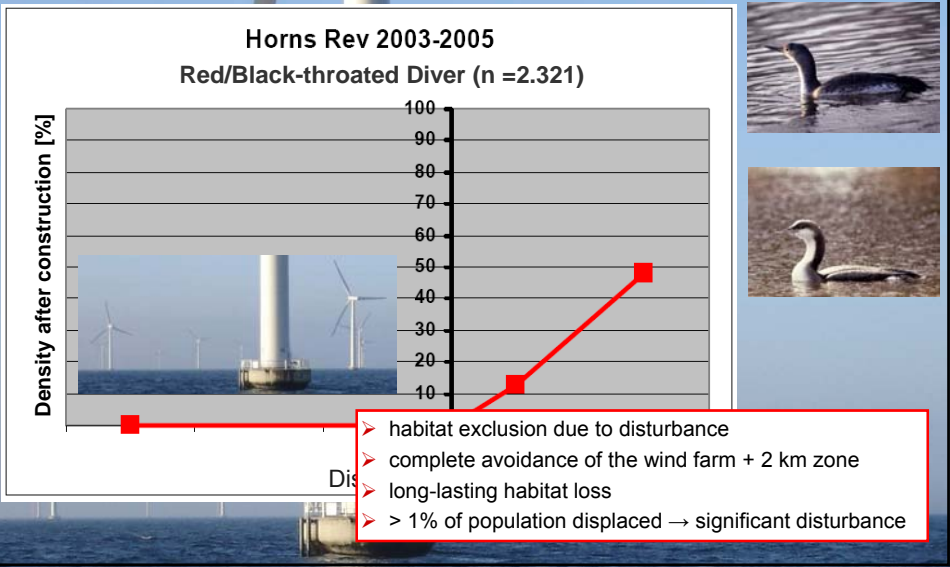 Horns Rev 2003-2005
Red/Black-throated Diver (n =2.321)
Density after construction [%]
100
90
80
70
60
50
40
30
20
10
Dis
➢ habitat exclusion due to disturbance
➢ complete avoidance of the wind farm + 2 km zone
➢ long-lasting habitat loss
➢ > 1% of population displaced → significant disturbance